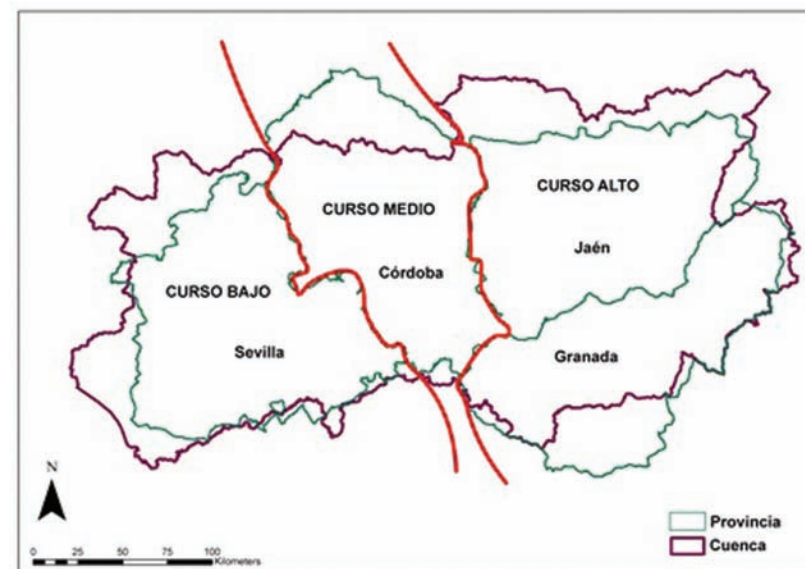 CURSO MEDIO
CURSO ALTO
Jaén
Córdoba
CURSO BAJO
Sevilla
Granada
N
0 25 50 75 100
Kilometers
Provincia
Cuenca